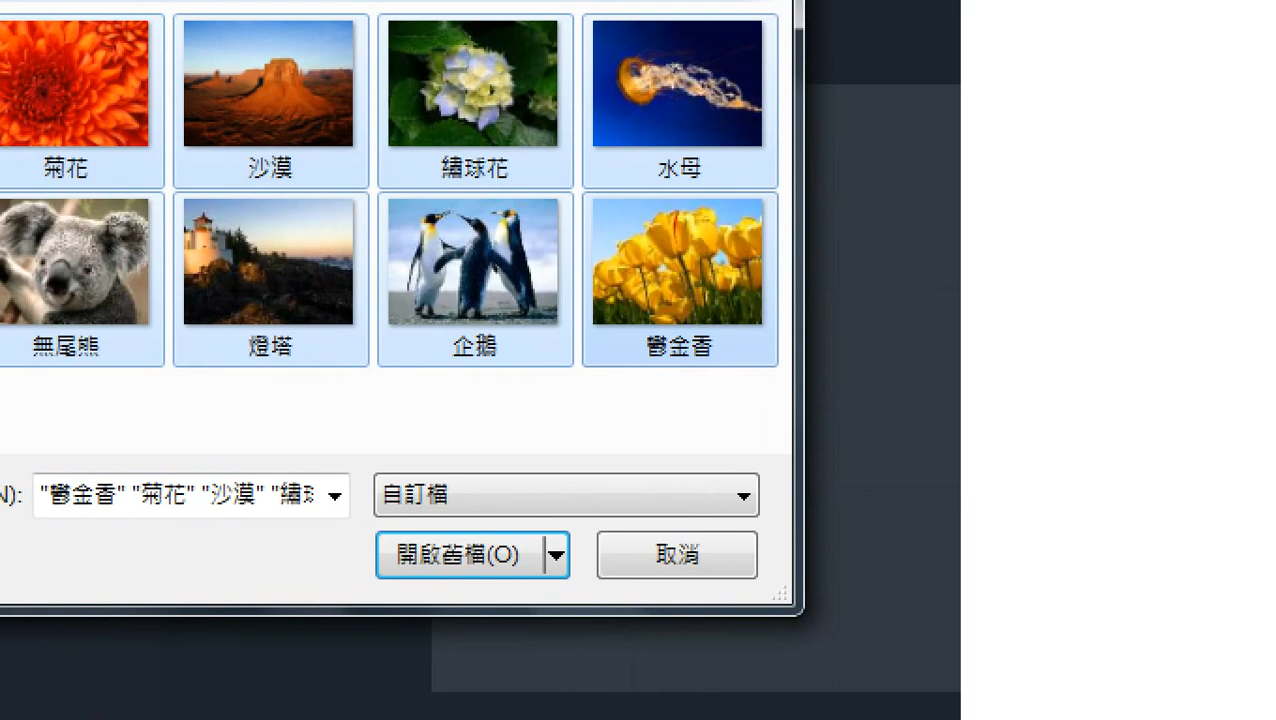 菊花 沙漠 繡球花 水母
無尾熊 燈塔 企鵝 鬱金香
N): "鬱金香" "菊花" "沙漠" "繡 自訂檔
開啟舊檔(O) 取消